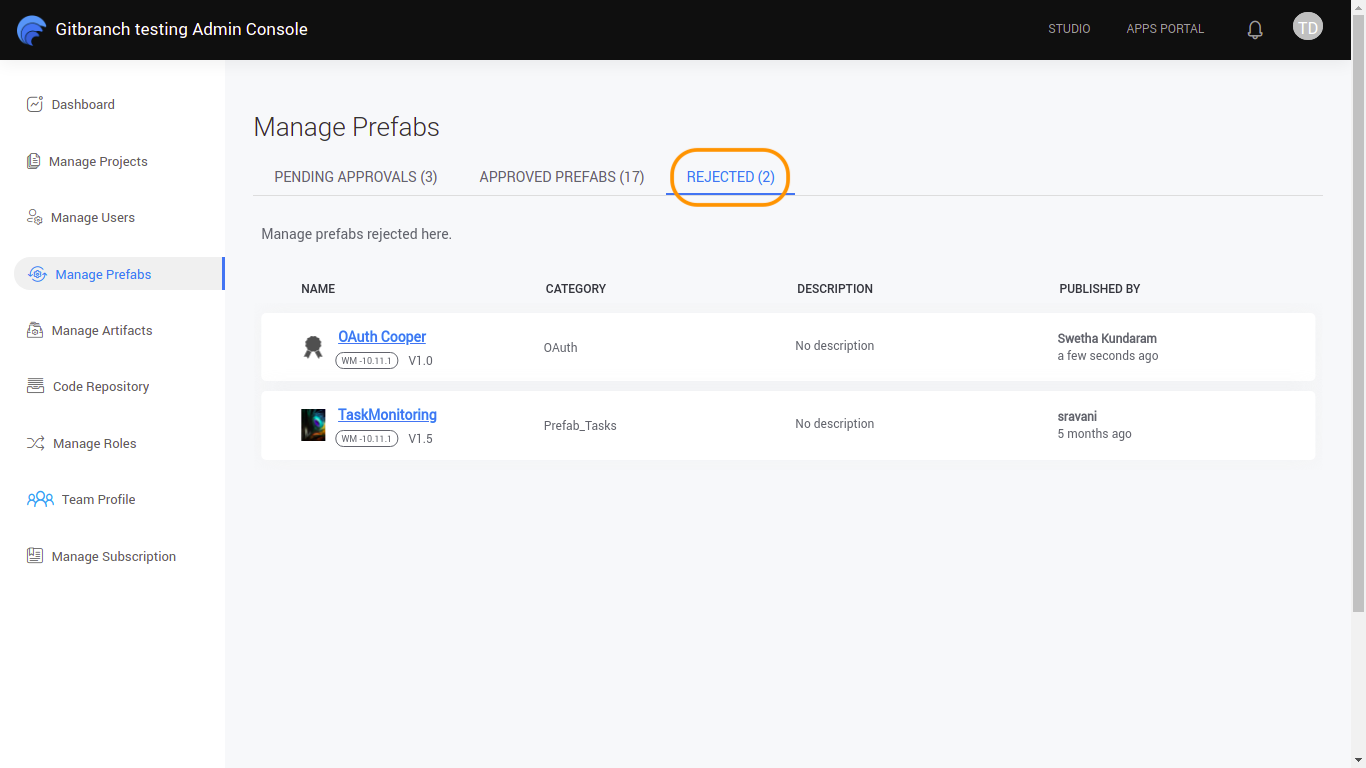 Gitbranch testing Admin Console
STUDIO
APPS PORTAL
TD
Dashboard
Manage Projects
Manage Users
Manage Prefabs
Manage Artifacts
Code Repository
Manage Roles
Team Profile
Manage Subscription
Manage Prefabs
PENDING APPROVALS (3)
APPROVED PREFABS (17)
REJECTED (2)
Manage prefabs rejected here.
NAME CATEGORY DESCRIPTION PUBLISHED BY
OAuth Cooper
WM -10.11.1 V1.0
OAuth
No description
Swetha Kundaram
a few seconds ago
TaskMonitoring
WM -10.11.1 V1.5
Prefab_Tasks
No description
sravani
5 months ago